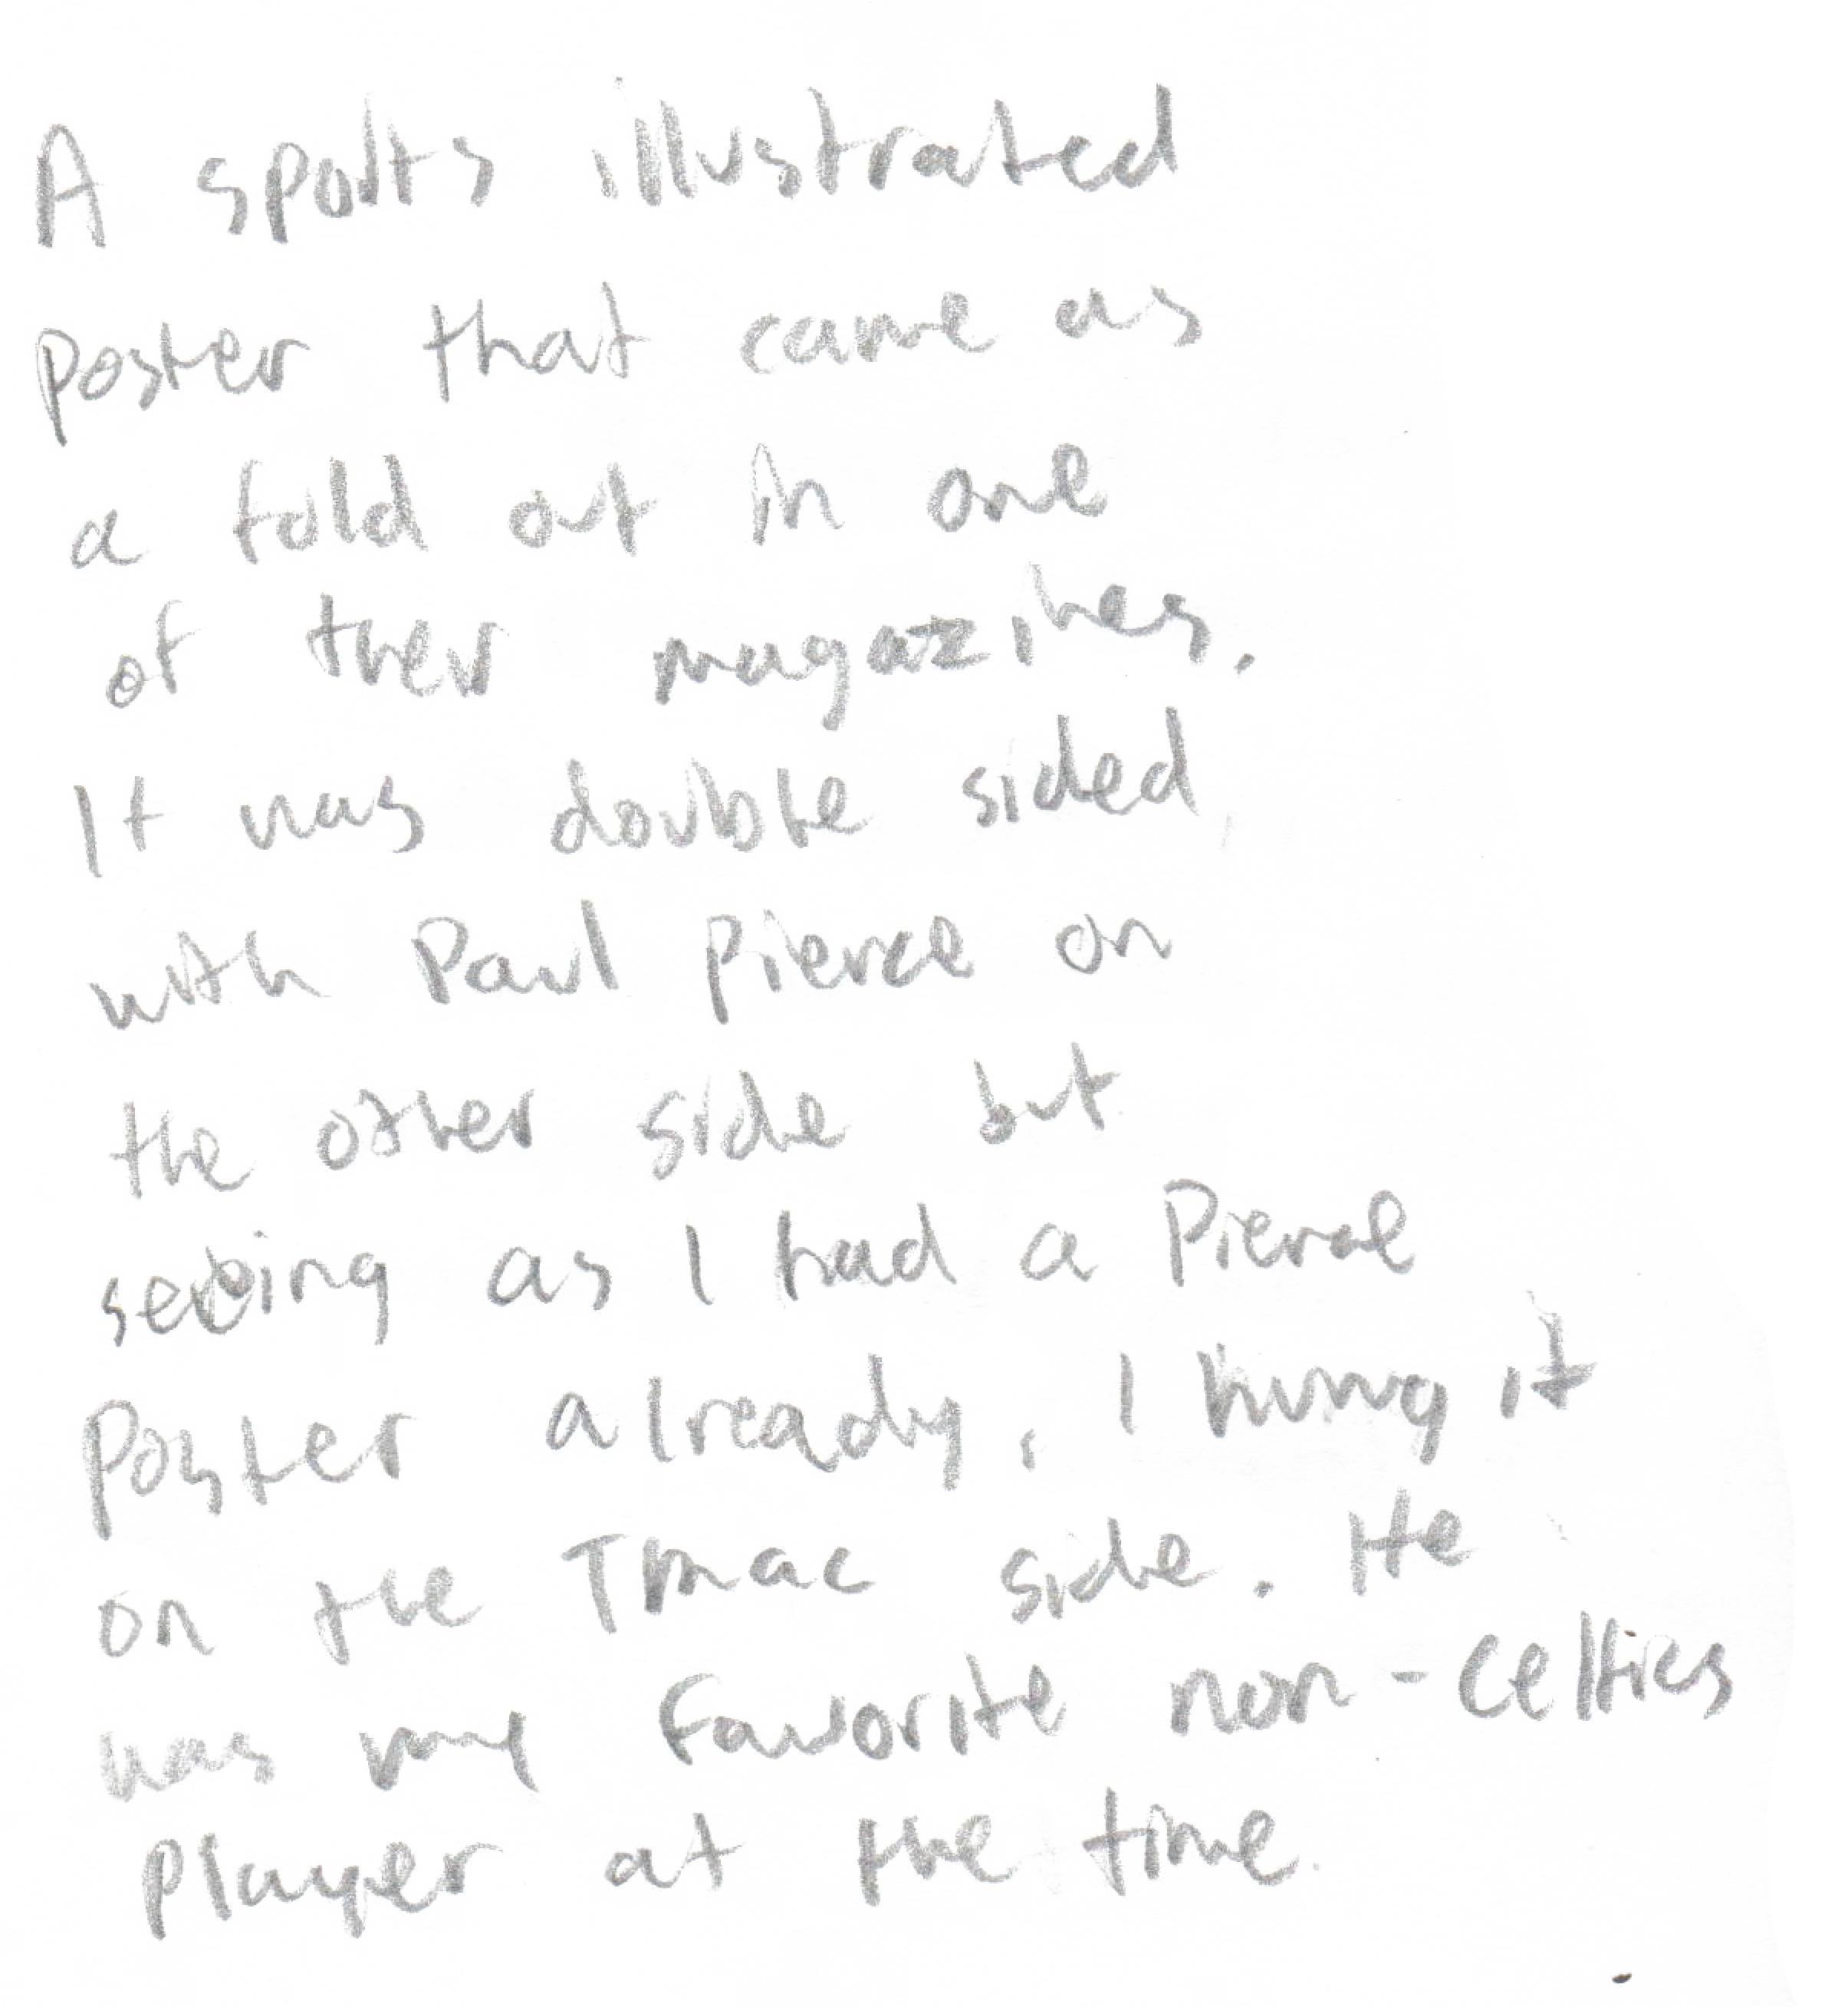 A sports illustrated
poster that came as
a fold out in one
of their magazines.
It was double sided,
with Paul Pierce on
the other side but
seeing as I had a Pierce
Poster already, I hung it
on the Tmac side. He
was my favorite non-celtics
player at the time.